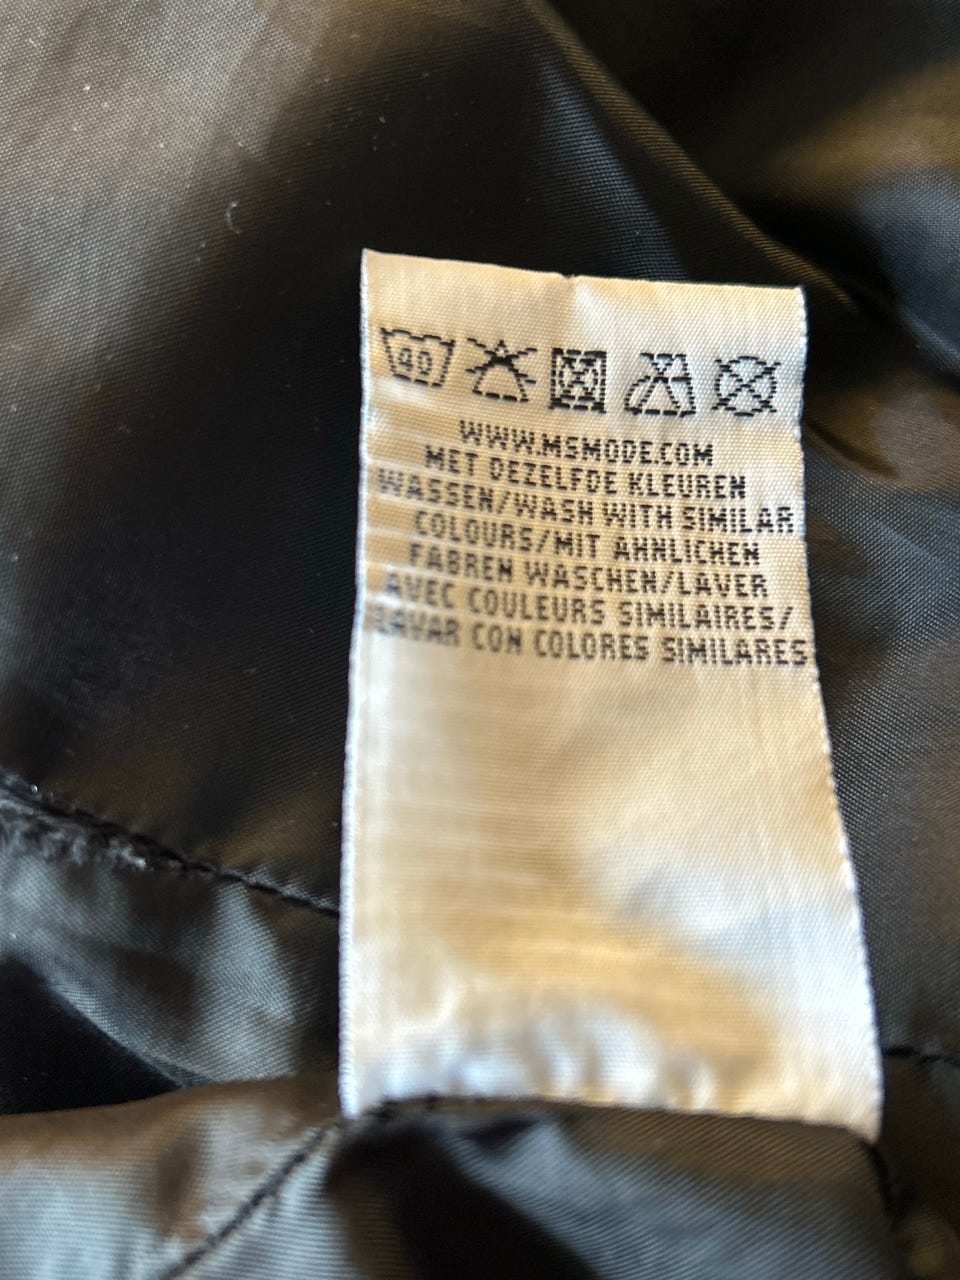 40
WWW.MSMODE.COM
MET DEZELFDE KLEUREN
WASSEN/WASH WITH SIMILAR
COLOURS/MIT AHNLICHEN
FABREN WASCHEN/LAVER
AVEC COULEURS SIMILAIRES/
LAVAR CON COLORES SIMILARES